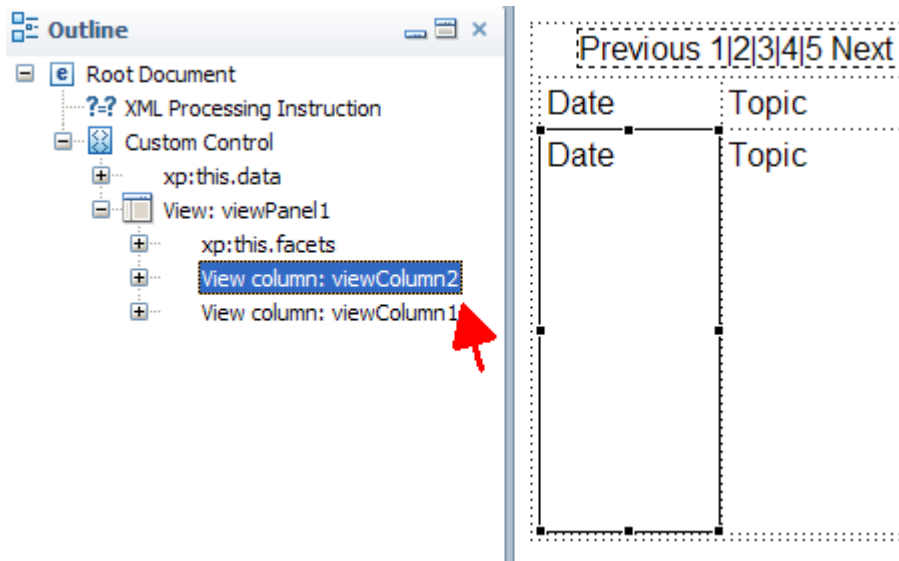 Outline
Root Document
?=? XML Processing Instruction
Custom Control
xp:this.data
View: viewPanel1
xp:this.facets
View column: viewColumn2
View column: viewColumn1
Previous 1|2|3|4|5 Next
Date Topic
Date Topic